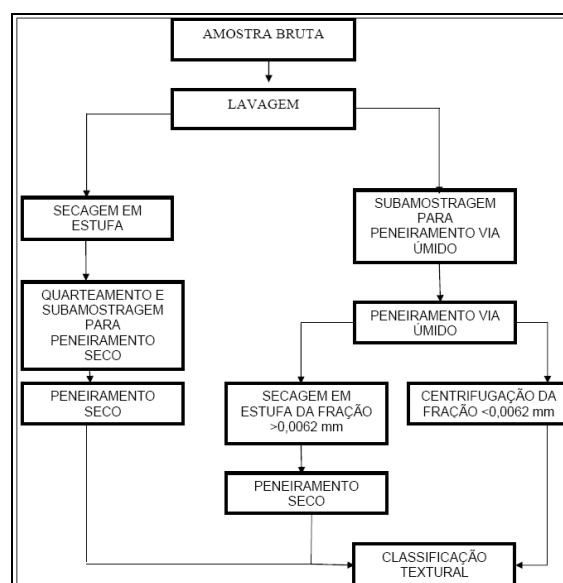 AMOSTRA BRUTA
LAVAGEM
SECAGEM EM
ESTUFA
QUARTEAMENTO E
SUBAMOSTRAGEM
PARA
PENEIRAMENTO
SECO
PENEIRAMENTO
SECO
SUBAMOSTRAGEM
PARA
PENEIRAMENTO VIA
ÚMIDO
PENEIRAMENTO VIA
ÚMIDO
SECAGEM EM
ESTUFA DA FRAÇÃO
>0,0062 mm
PENEIRAMENTO
SECO
CENTRIFUGAÇÃO DA
FRAÇÃO <0,0062 mm
CLASSIFICAÇÃO
TEXTURAL